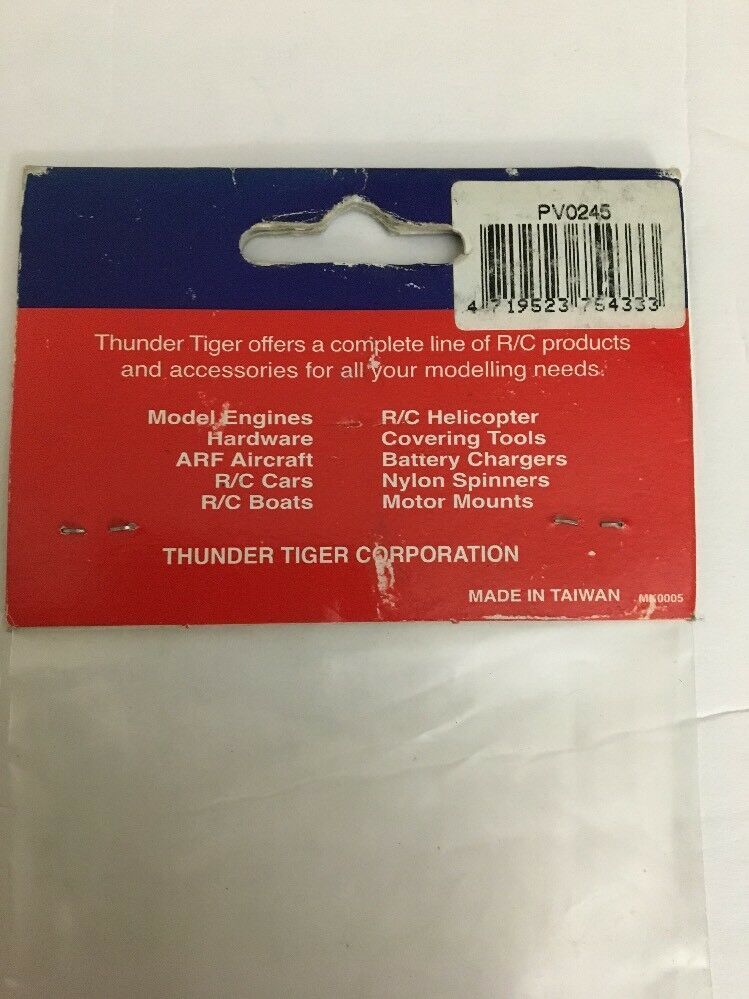 PV0245
4 719523 764333
Thunder Tiger offers a complete line of R/C products
and accessories for all your modelling needs.
Model Engines
Hardware
ARF Aircraft
R/C Cars
R/C Boats
R/C Helicopter
Covering Tools
Battery Chargers
Nylon Spinners
Motor Mounts
THUNDER TIGER CORPORATION
MADE IN TAIWAN
MK0005